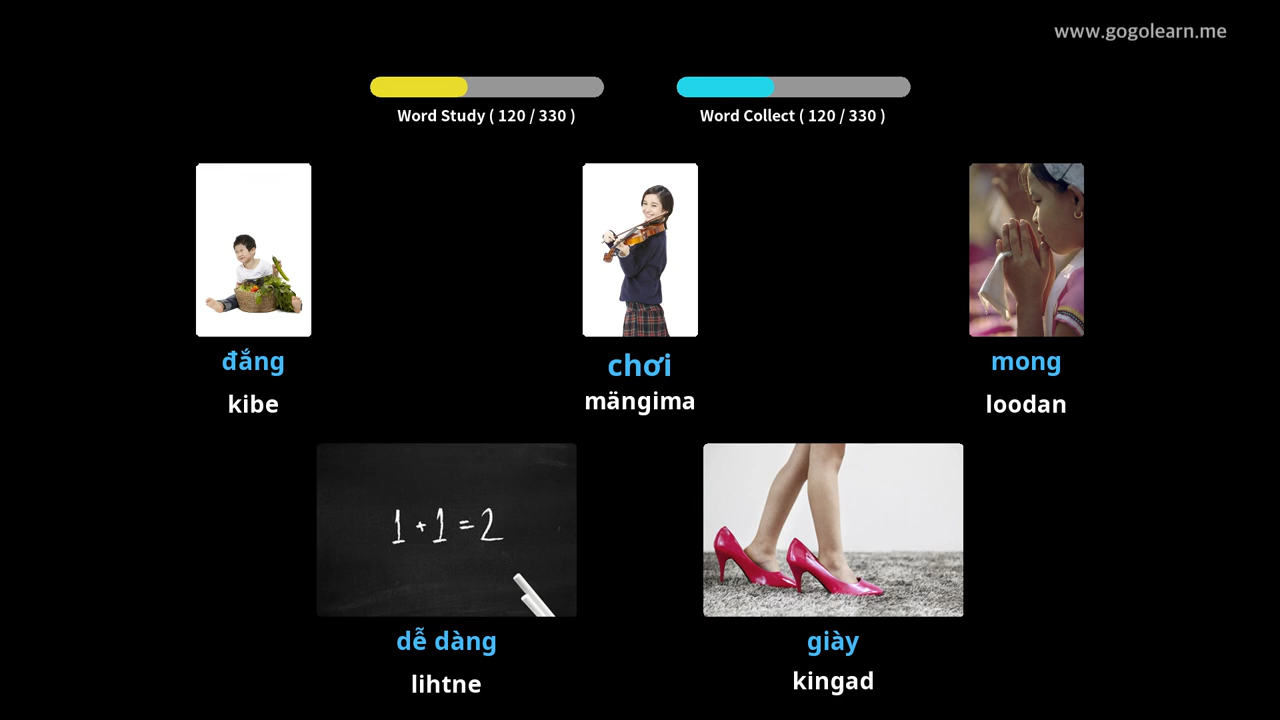 www.gogolearn.me
Word Study ( 120 / 330 )
Word Collect ( 120 / 330 )
đắng
kibe
chơi
mängima
mong
loodan
1 + 1 = 2
dễ dàng
lihtne
giày
kingad